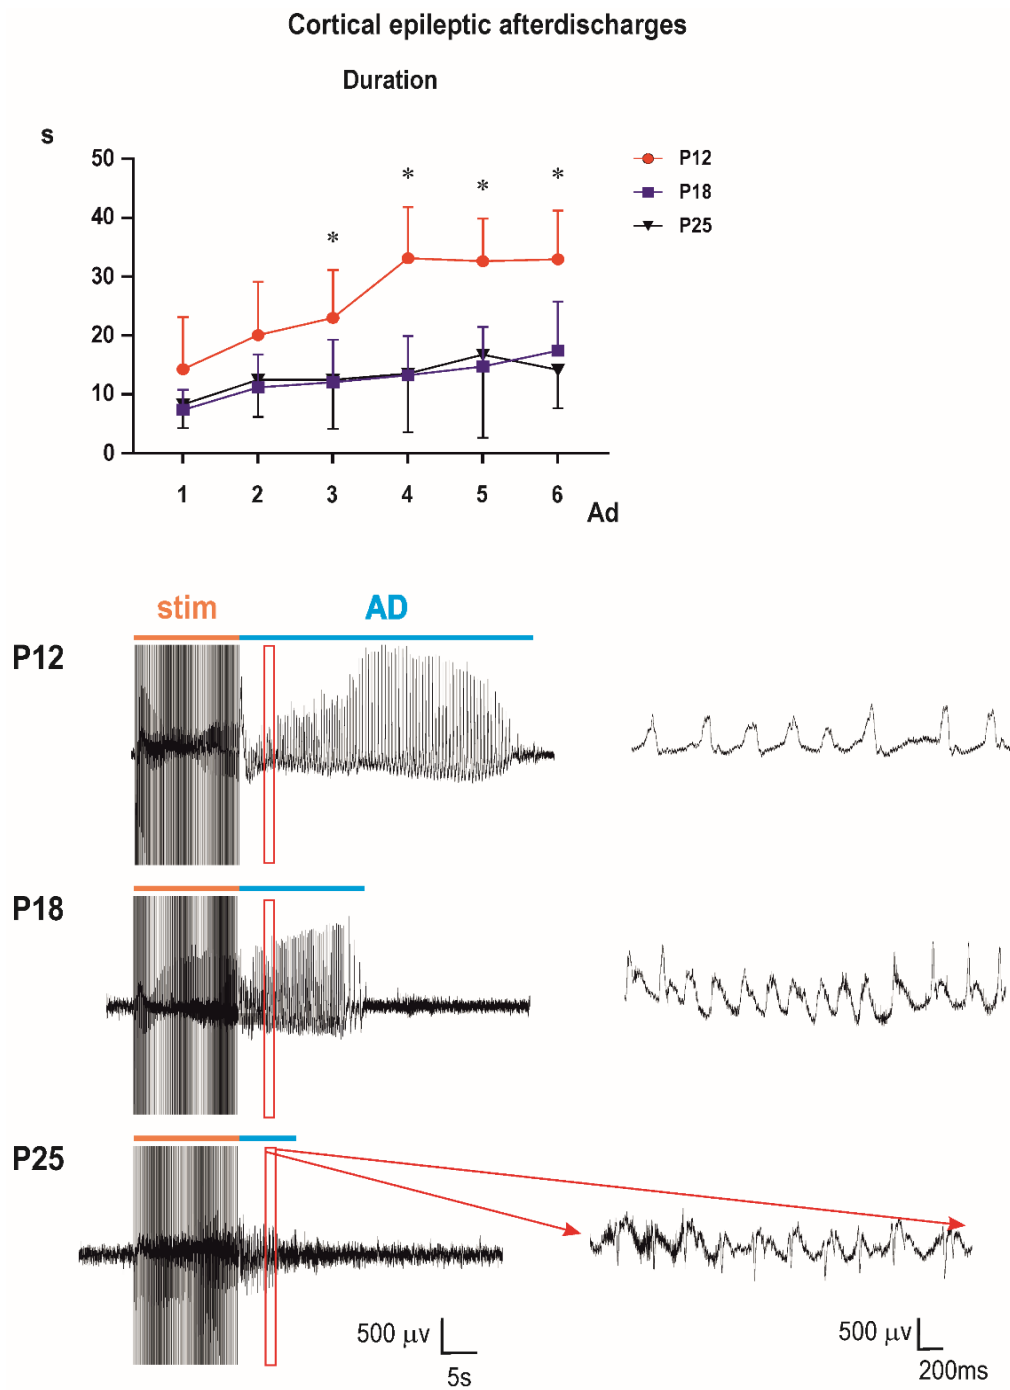 Cortical epileptic afterdischarges
Duration
s
50
40
30
20
10
0
* * * *
1 2 3 4 5 6
Ad
P12
P18
P25
stim AD
P12
P18
P25
500 μv
5s
500 μv
200ms